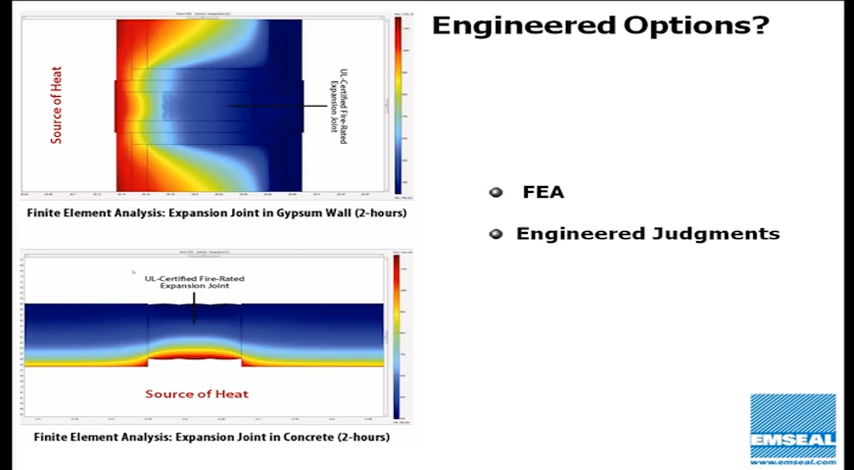 Engineered Options?
Source of Heat
UL-Certified Fire-Rated
Expansion Joint
Finite Element Analysis: Expansion Joint in Gypsum Wall (2-hours)
UL-Certified Fire-Rated
Expansion Joint
Source of Heat
Finite Element Analysis: Expansion Joint in Concrete (2-hours)
FEA
Engineered Judgments
EMSEAL
www.emseal.com